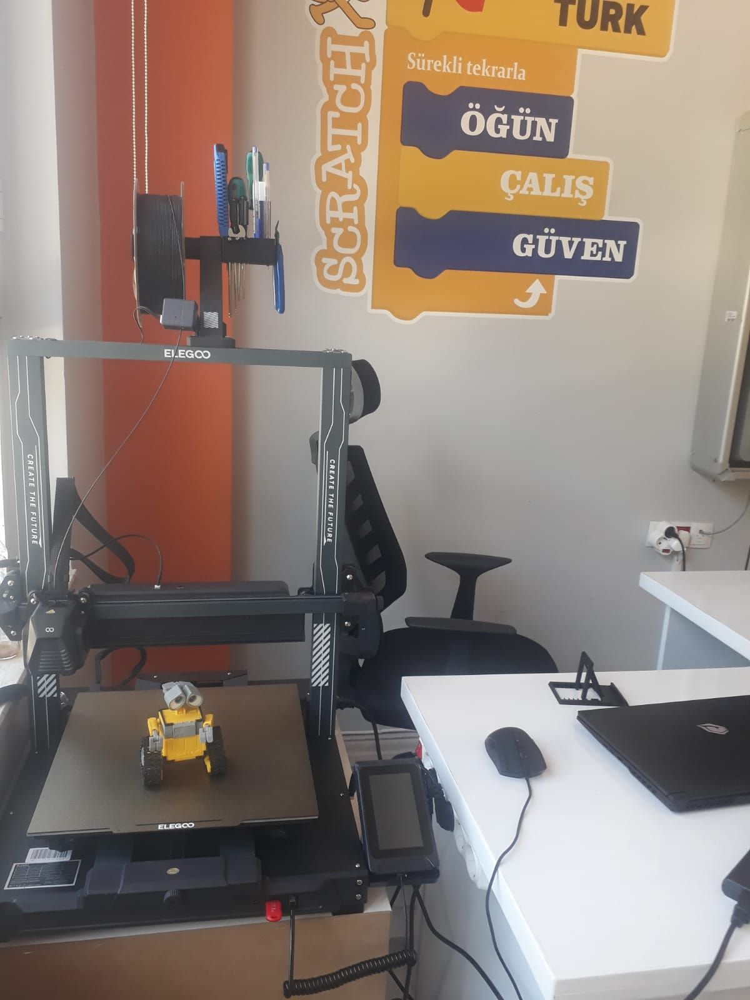 TÜRK
Sürekli tekrarla
ÖĞÜN
ÇALIŞ
GÜVEN
SCRATCH
ELEGOO
CREATE THE FUTURE
CREATE THE FUTURE
ELEGOO